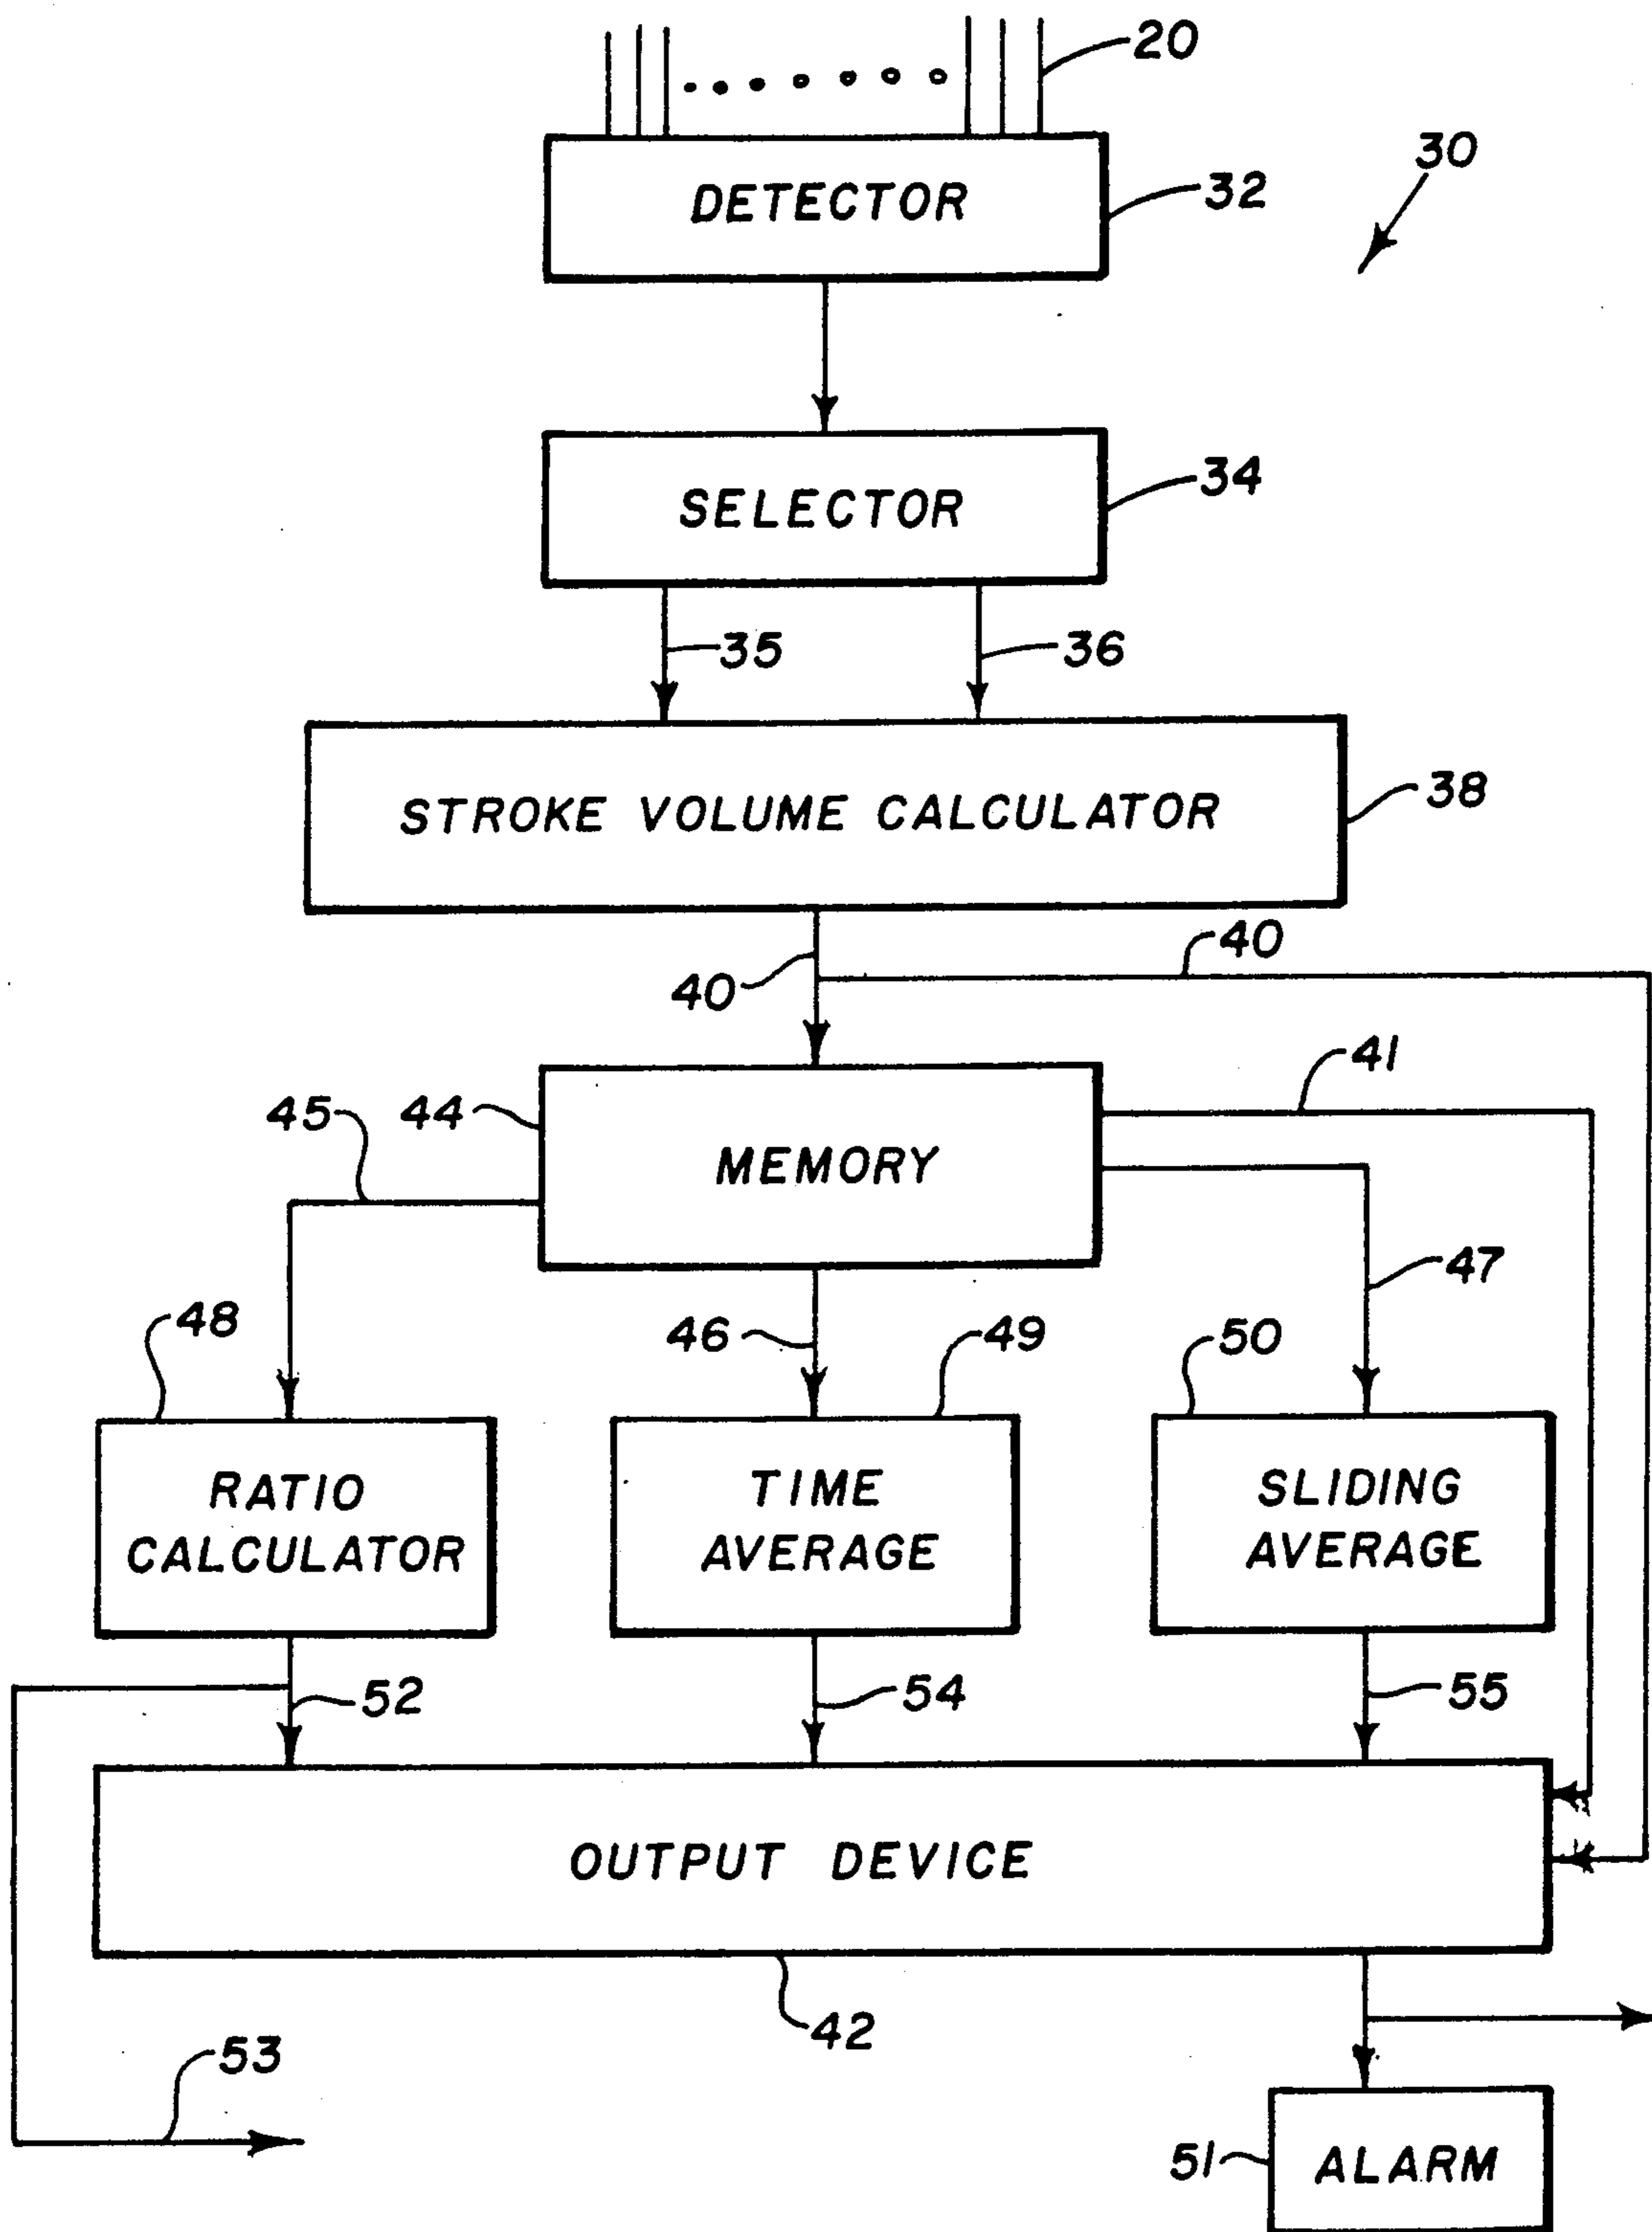 20
30
DETECTOR
32
SELECTOR
34
35
36
STROKE VOLUME CALCULATOR
38
40
40
41
45
44
MEMORY
47
48
46
49
50
RATIO
CALCULATOR
TIME
AVERAGE
SLIDING
AVERAGE
52
54
55
OUTPUT DEVICE
42
53
51
ALARM